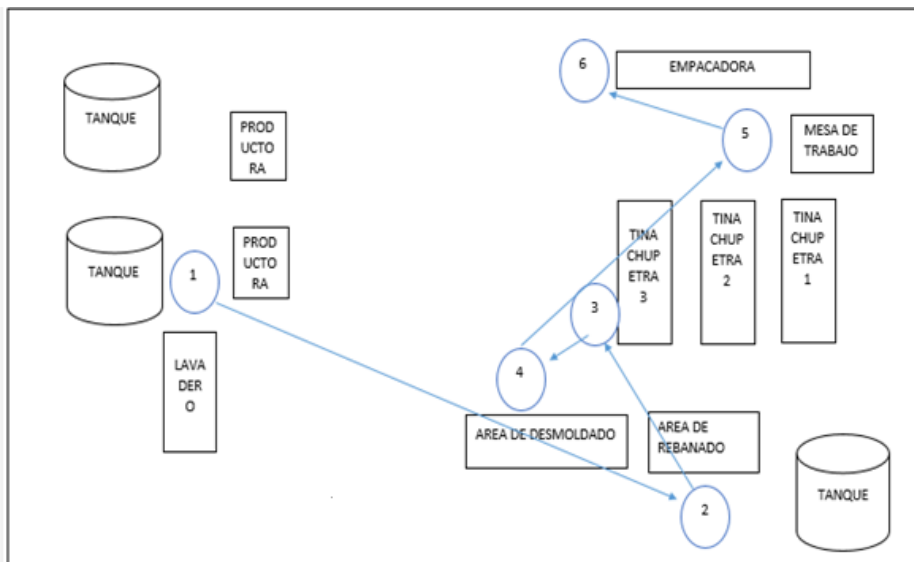 6
EMPACADORA
TANQUE
PROD
UCTO
RA
5
MESA DE
TRABAJO
TANQUE
1
PROD
UCTO
RA
TINA
CHUP
ETRA
3
TINA
CHUP
ETRA
2
TINA
CHUP
ETRA
1
3
LAVA
DER
O
4
AREA DE DESMOLDADO
AREA DE
REBANADO
2
TANQUE